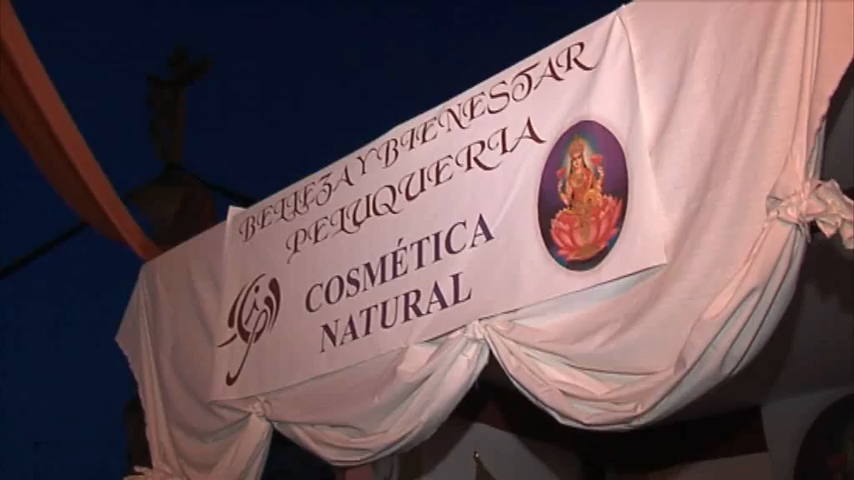 BELLEZA Y BIENESTAR
PELUQUERIA
COSMÉTICA
NATURAL